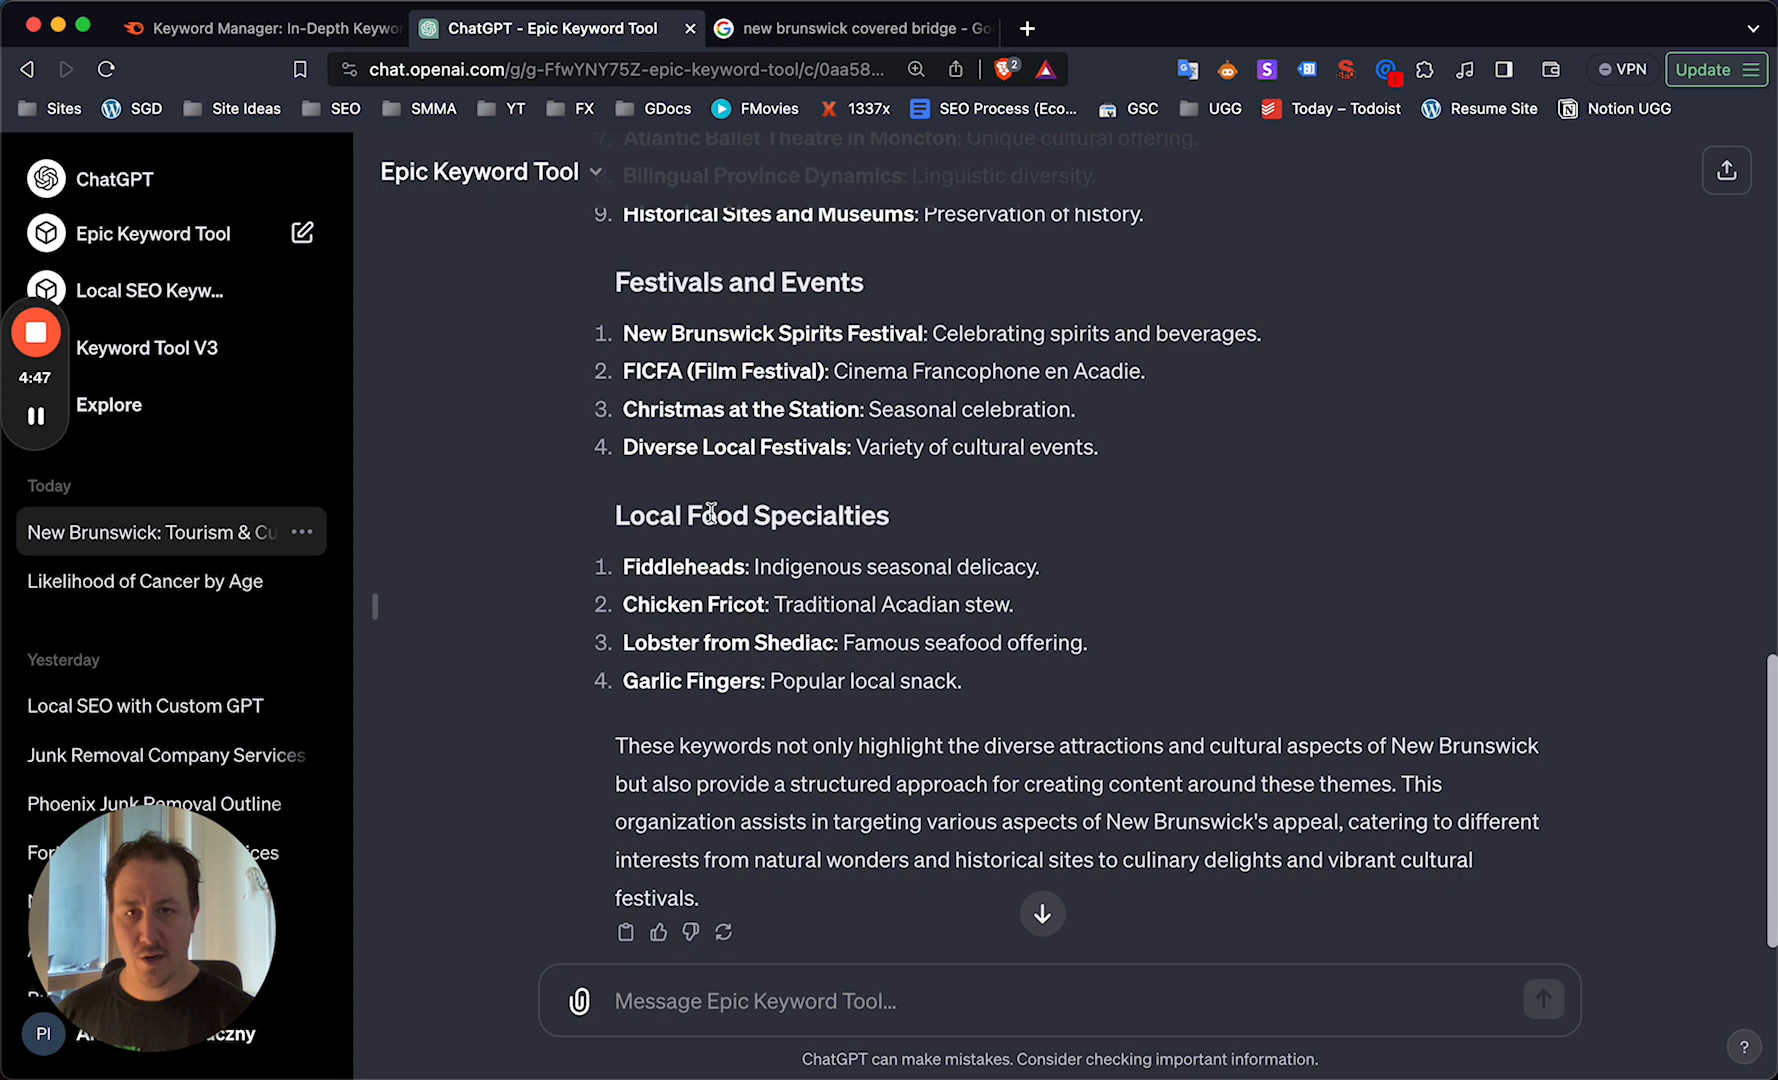 Keyword Manager: In-Depth Keywo
ChatGPT - Epic Keyword Tool
new brunswick covered bridge - Go
chat.openai.com/g/g-FfwYNY75Z-epic-keyword-tool/c/0aa58...
2
1
VPN
Update
Sites
SGD
Site Ideas
SEO
SMMA
YT
FX
GDocs
FMovies
1337x
SEO Process (Eco...
GSC
UGG
Today – Todoist
Resume Site
Notion UGG
ChatGPT
Epic Keyword Tool
Local SEO Keyw...
Keyword Tool V3
4:47
Explore
Today
New Brunswick: Tourism & Cu
Likelihood of Cancer by Age
Yesterday
Local SEO with Custom GPT
Junk Removal Company Services
Phoenix Junk Removal Outline
PI
Epic Keyword Tool
7. Atlantic Ballet Theatre in Moncton: Unique cultural offering.
8. Bilingual Province Dynamics: Linguistic diversity.
9. Historical Sites and Museums: Preservation of history.
Festivals and Events
1. New Brunswick Spirits Festival: Celebrating spirits and beverages.
2. FICFA (Film Festival): Cinema Francophone en Acadie.
3. Christmas at the Station: Seasonal celebration.
4. Diverse Local Festivals: Variety of cultural events.
Local Food Specialties
1. Fiddleheads: Indigenous seasonal delicacy.
2. Chicken Fricot: Traditional Acadian stew.
3. Lobster from Shediac: Famous seafood offering.
4. Garlic Fingers: Popular local snack.
These keywords not only highlight the diverse attractions and cultural aspects of New Brunswick
but also provide a structured approach for creating content around these themes. This
organization assists in targeting various aspects of New Brunswick's appeal, catering to different
interests from natural wonders and historical sites to culinary delights and vibrant cultural
festivals.
Message Epic Keyword Tool...
ChatGPT can make mistakes. Consider checking important information.
?